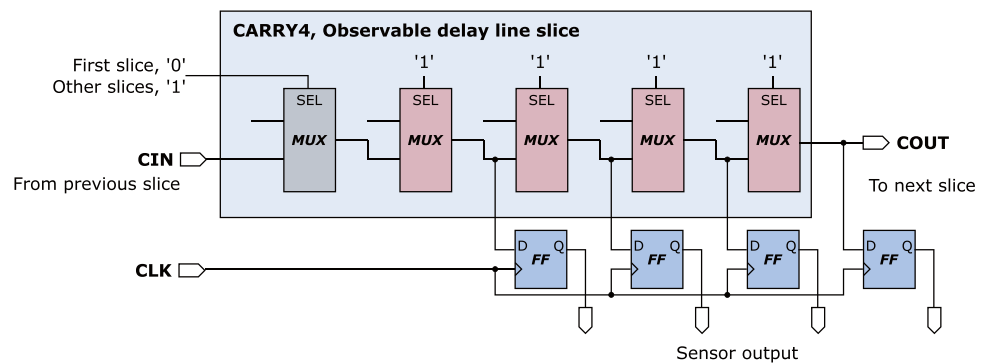 CARRY4, Observable delay line slice
First slice, '0'
Other slices, '1'
'1'
'1'
'1'
'1'
SEL
SEL
SEL
SEL
SEL
MUX
MUX
MUX
MUX
MUX
CIN
COUT
From previous slice
To next slice
D Q
D Q
D Q
D Q
FF
FF
FF
FF
CLK
Sensor output